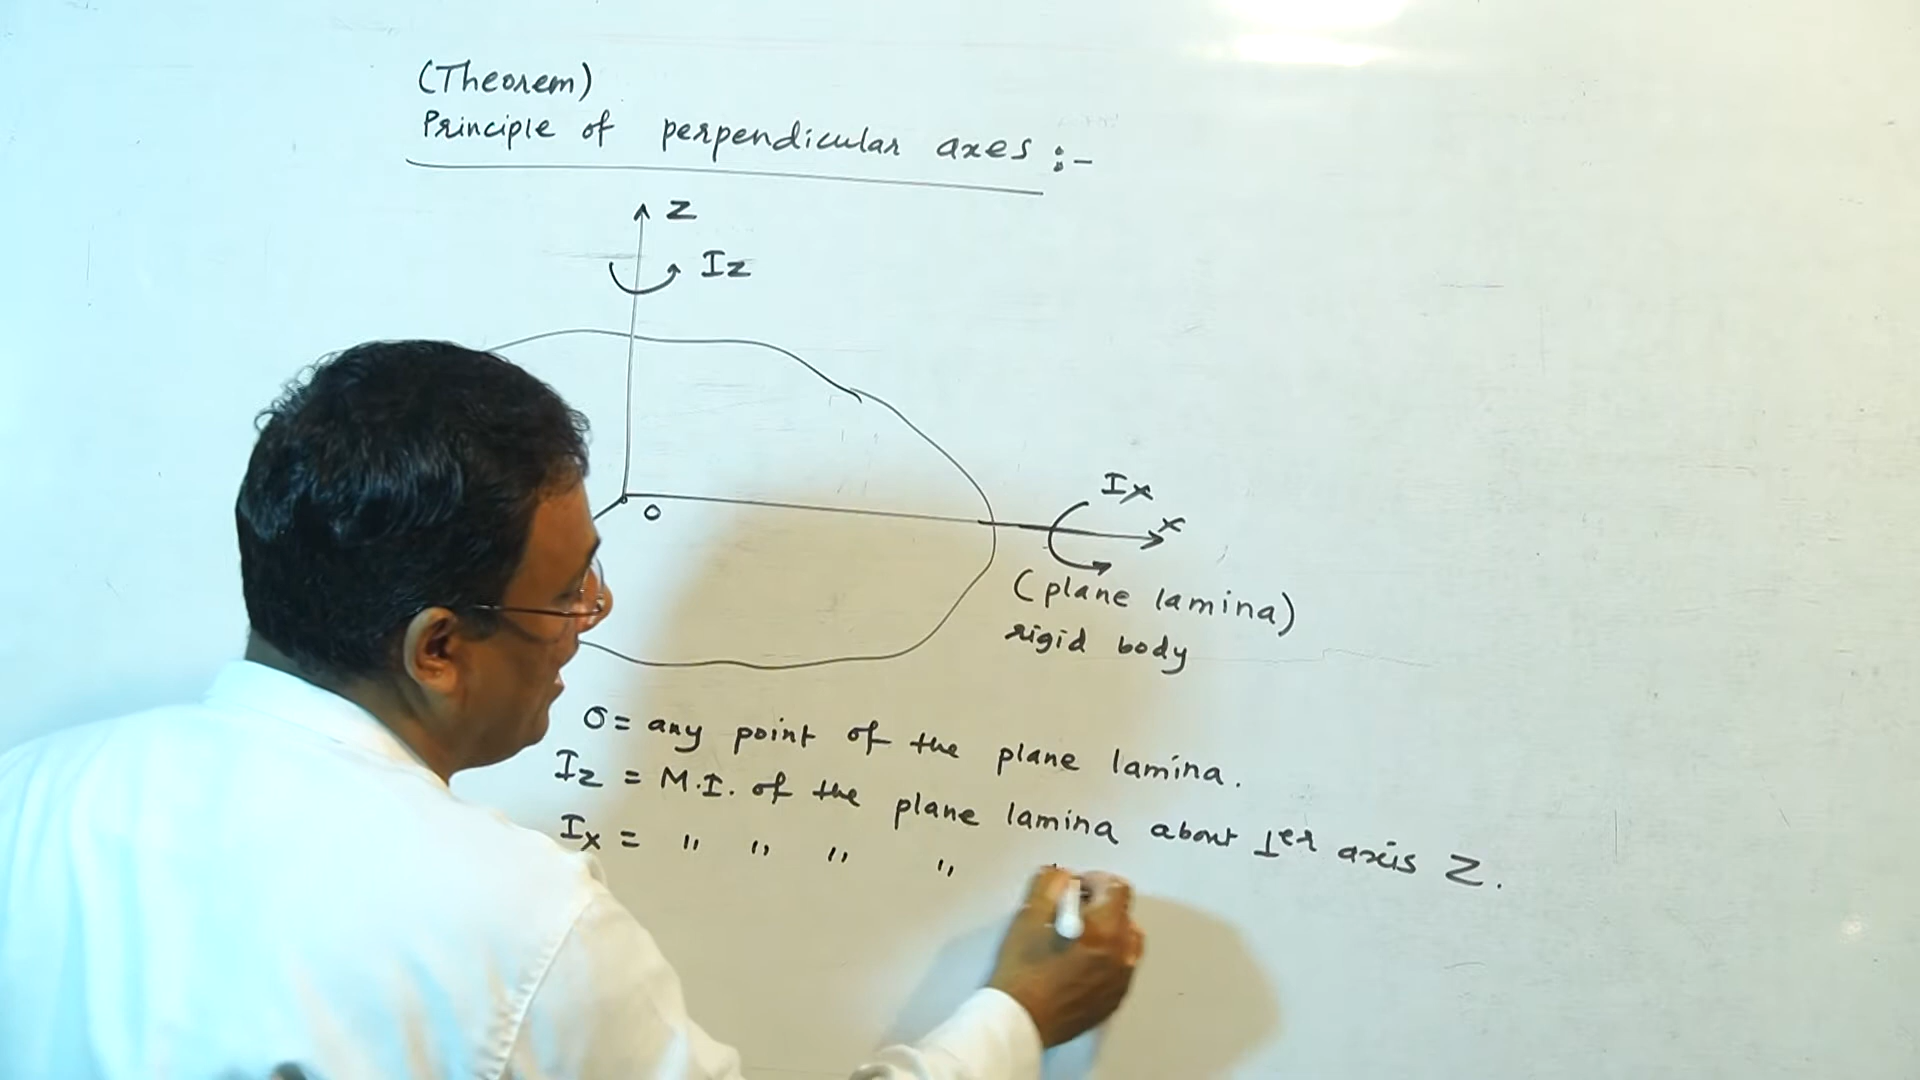 (Theorem)
Principle of perpendicular axes :-
Z
Iz
Ix
x
O
(plane lamina)
rigid body
O = any point of the plane lamina.
Iz = M.I. of the plane lamina about ⊥er axis Z.
Ix = " " " "